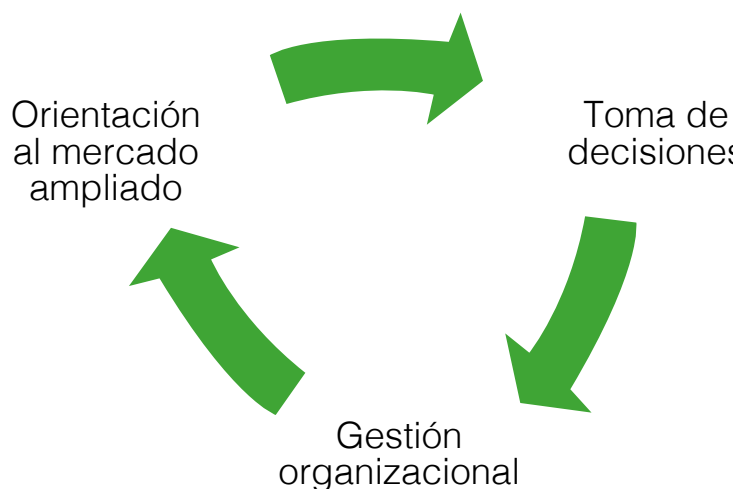 Orientación
al mercado
ampliado
Toma de
decisiones
Gestión
organizacional